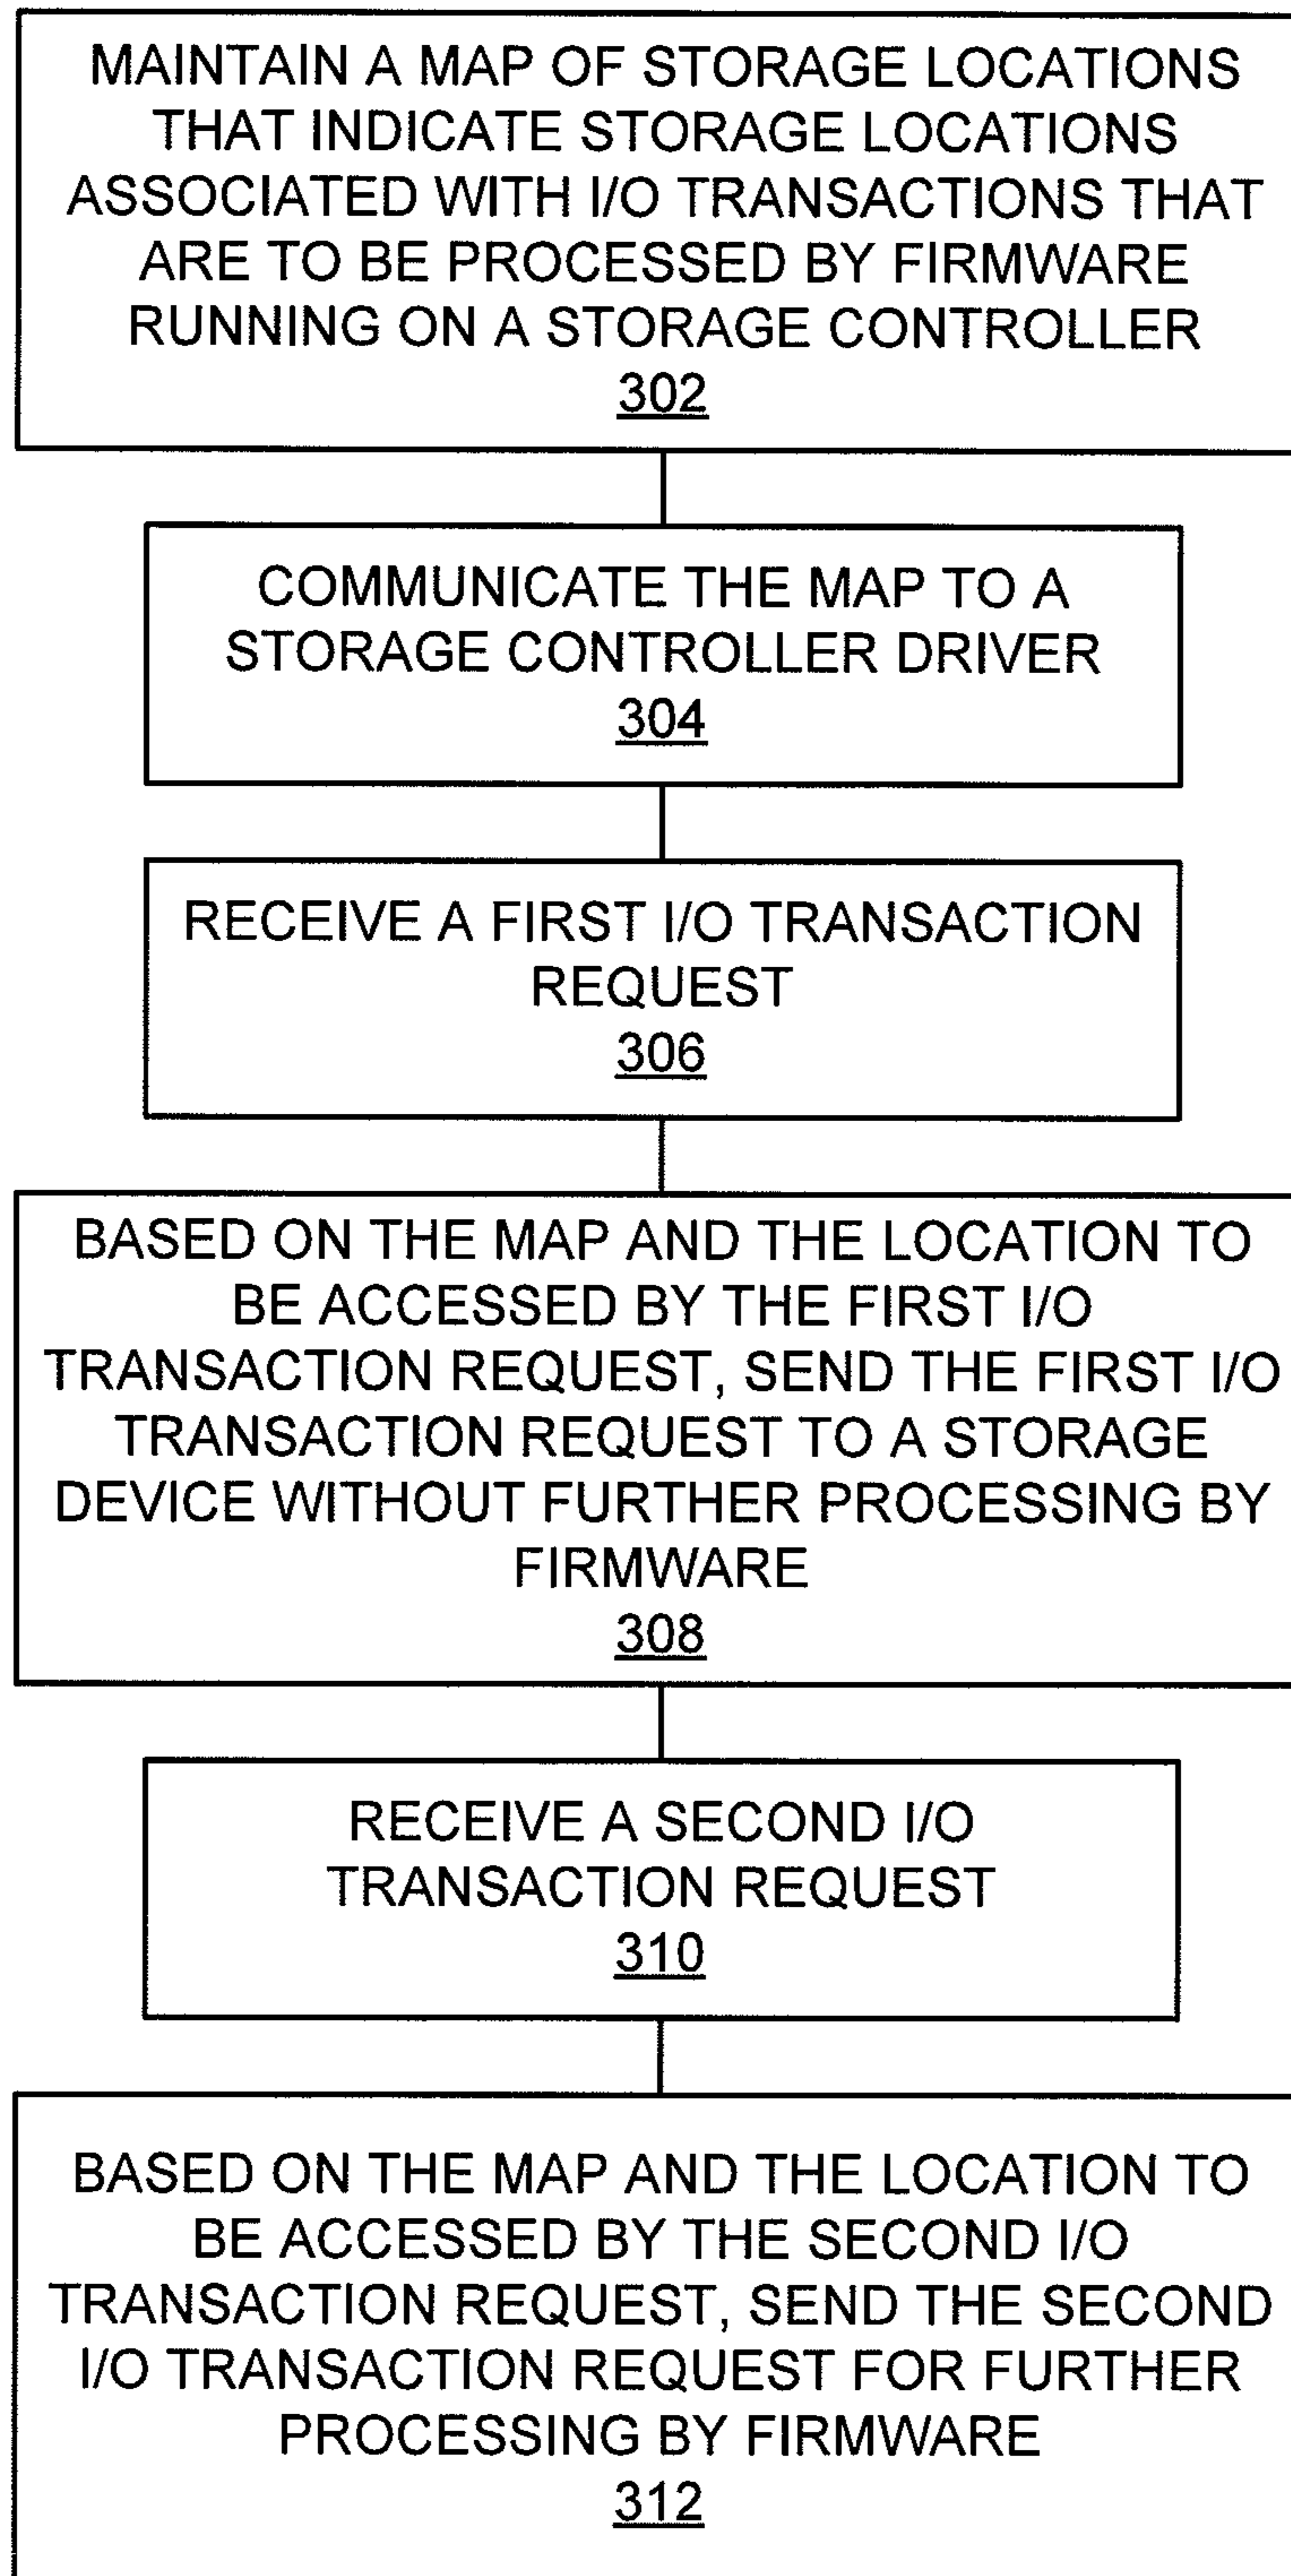 MAINTAIN A MAP OF STORAGE LOCATIONS
THAT INDICATE STORAGE LOCATIONS
ASSOCIATED WITH I/O TRANSACTIONS THAT
ARE TO BE PROCESSED BY FIRMWARE
RUNNING ON A STORAGE CONTROLLER
302
COMMUNICATE THE MAP TO A
STORAGE CONTROLLER DRIVER
304
RECEIVE A FIRST I/O TRANSACTION
REQUEST
306
BASED ON THE MAP AND THE LOCATION TO
BE ACCESSED BY THE FIRST I/O
TRANSACTION REQUEST, SEND THE FIRST I/O
TRANSACTION REQUEST TO A STORAGE
DEVICE WITHOUT FURTHER PROCESSING BY
FIRMWARE
308
RECEIVE A SECOND I/O
TRANSACTION REQUEST
310
BASED ON THE MAP AND THE LOCATION TO
BE ACCESSED BY THE SECOND I/O
TRANSACTION REQUEST, SEND THE SECOND
I/O TRANSACTION REQUEST FOR FURTHER
PROCESSING BY FIRMWARE
312